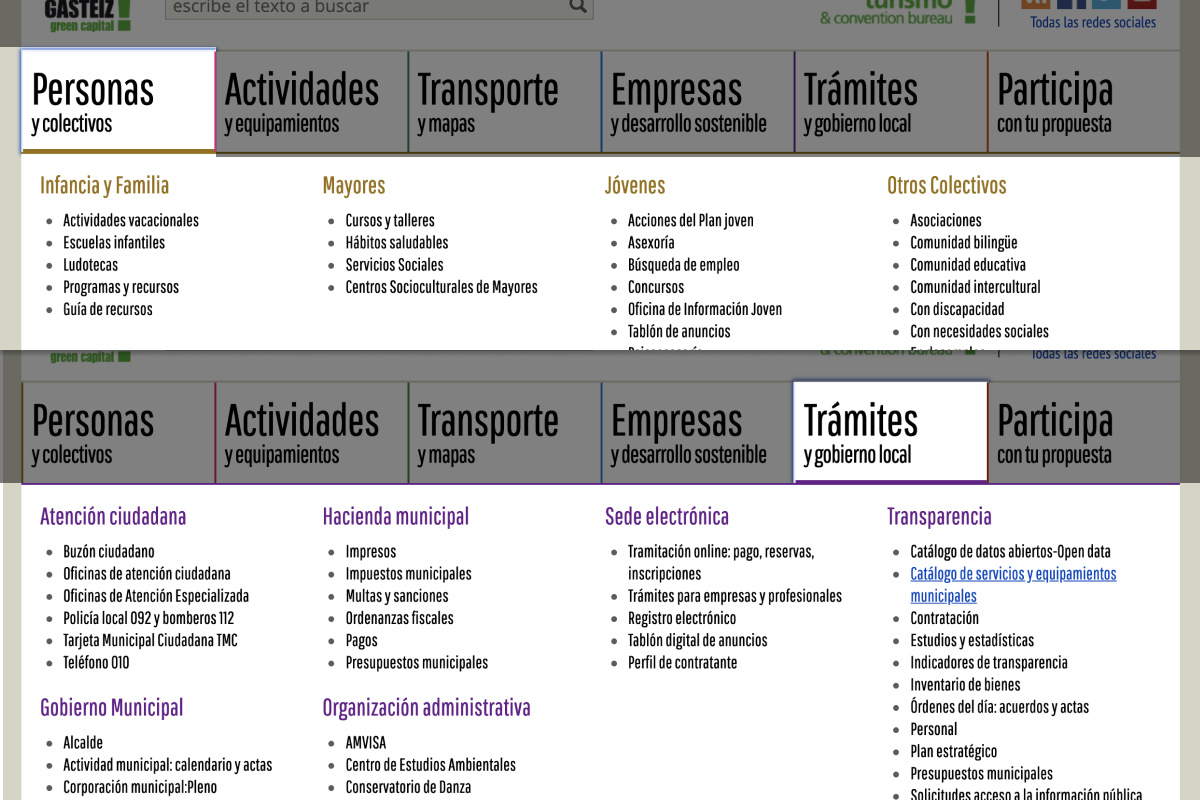 GASTEIZ
green capital
escribe el texto a buscar
turismo
& convention bureau
Todas las redes sociales
Personas
y colectivos
Actividades
y equipamientos
Transporte
y mapas
Empresas
y desarrollo sostenible
Trámites
y gobierno local
Participa
con tu propuesta
Infancia y Familia
Actividades vacacionales
Escuelas infantiles
Ludotecas
Programas y recursos
Guía de recursos
Mayores
Cursos y talleres
Hábitos saludables
Servicios Sociales
Centros Socioculturales de Mayores
Jóvenes
Acciones del Plan joven
Asexoría
Búsqueda de empleo
Concursos
Oficina de Información Joven
Tablón de anuncios
Otros Colectivos
Asociaciones
Comunidad bilingüe
Comunidad educativa
Comunidad intercultural
Con discapacidad
Con necesidades sociales
green capital
& convention bureau
Todas las redes sociales
Personas
y colectivos
Actividades
y equipamientos
Transporte
y mapas
Empresas
y desarrollo sostenible
Trámites
y gobierno local
Participa
con tu propuesta
Atención ciudadana
Buzón ciudadano
Oficinas de atención ciudadana
Oficinas de Atención Especializada
Policía local 092 y bomberos 112
Tarjeta Municipal Ciudadana TMC
Teléfono 010
Gobierno Municipal
Alcalde
Actividad municipal: calendario y actas
Corporación municipal:Pleno
Hacienda municipal
Impresos
Impuestos municipales
Multas y sanciones
Ordenanzas fiscales
Pagos
Presupuestos municipales
Organización administrativa
AMVISA
Centro de Estudios Ambientales
Conservatorio de Danza
Sede electrónica
Tramitación online: pago, reservas,
inscripciones
Trámites para empresas y profesionales
Registro electrónico
Tablón digital de anuncios
Perfil de contratante
Transparencia
Catálogo de datos abiertos-Open data
Catálogo de servicios y equipamientos
municipales
Contratación
Estudios y estadísticas
Indicadores de transparencia
Inventario de bienes
Órdenes del día: acuerdos y actas
Personal
Plan estratégico
Presupuestos municipales
Solicitudes acceso a la información pública